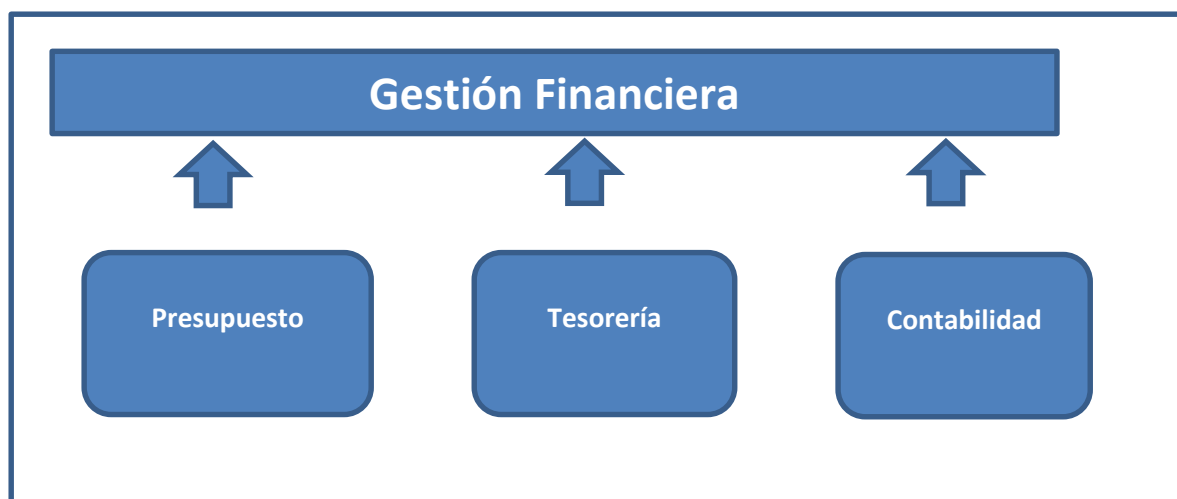 Gestión Financiera
Presupuesto
Tesorería
Contabilidad